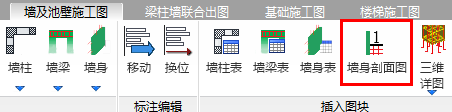 墙及池壁施工图 梁柱墙联合出图 基础施工图 楼梯施工图
1
墙柱 墙梁 墙身 移动 换位 墙柱表 墙梁表 墙身表 墙身剖面图 三维
详图
标注编辑 插入图块